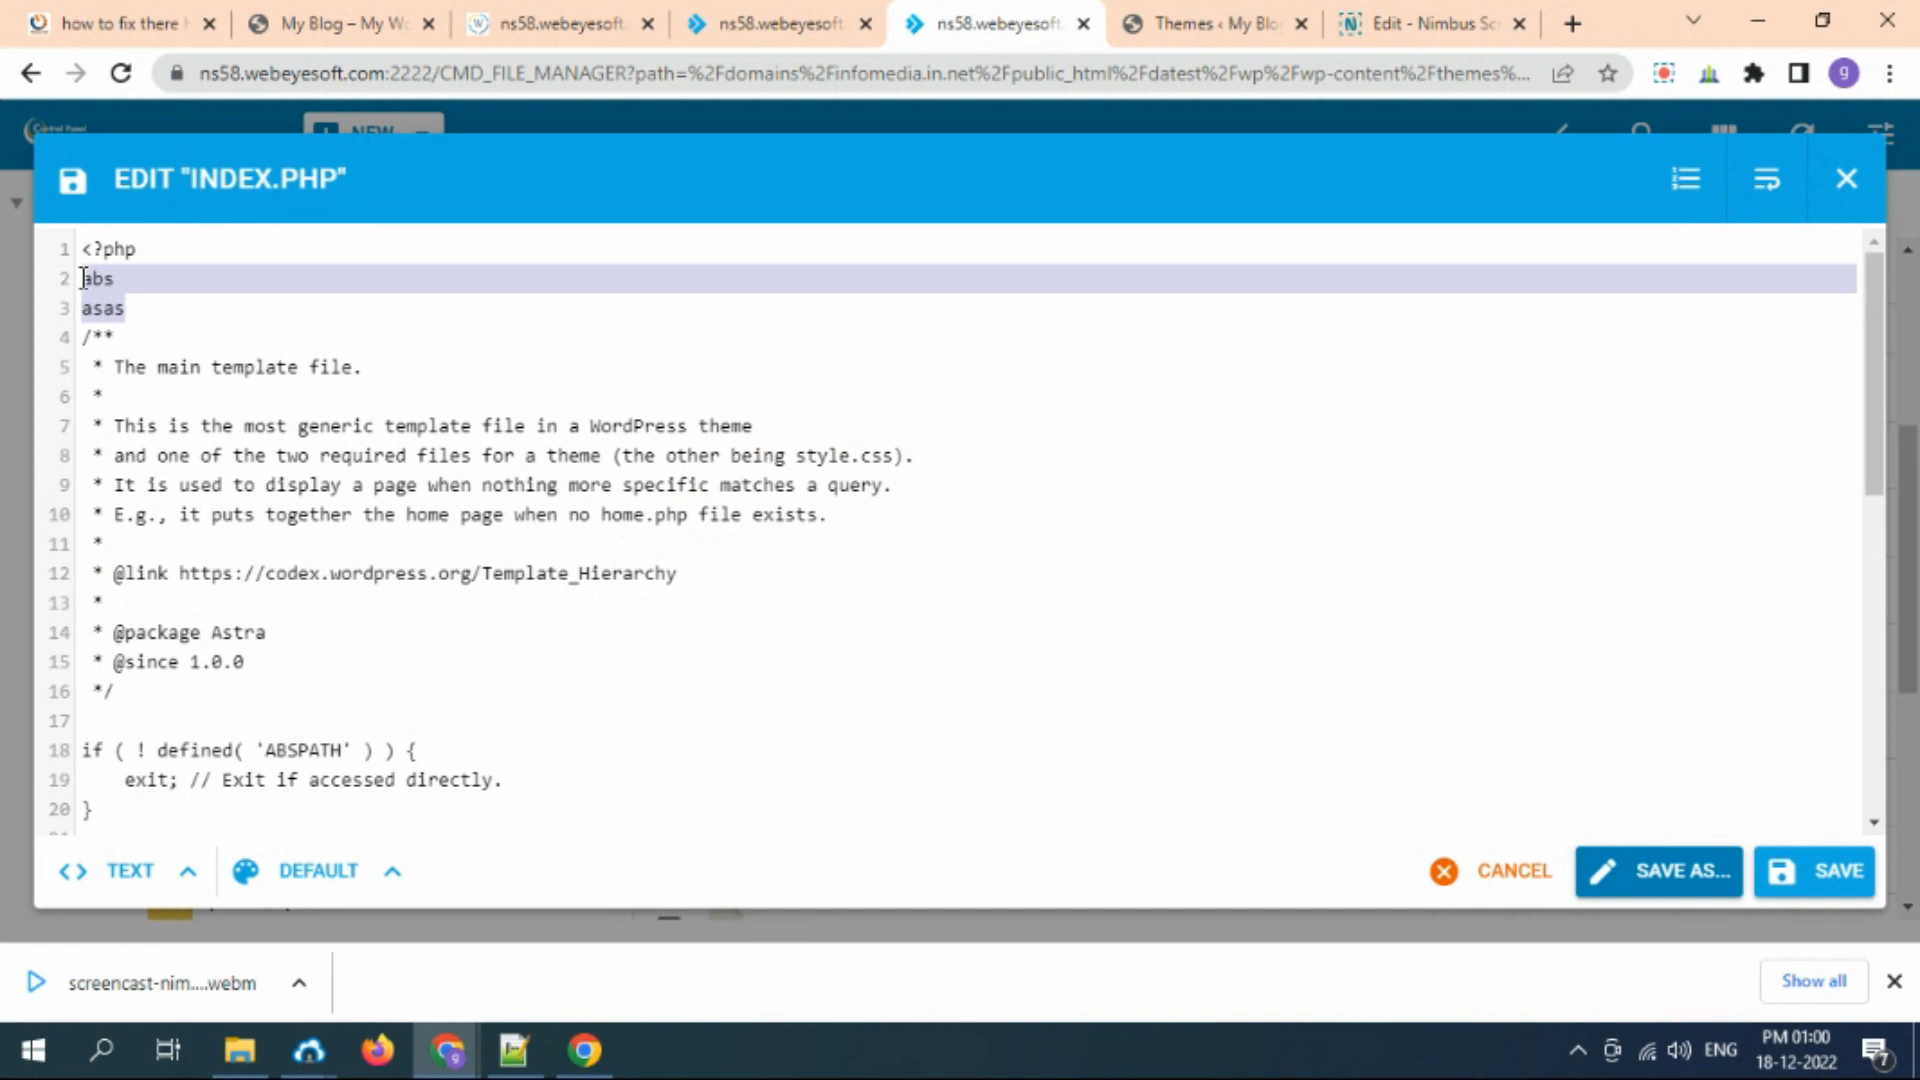 how to fix there
My Blog – My Wo
ns58.webeyesoft.
ns58.webeyesoft.
ns58.webeyesoft.
Themes ‹ My Blo
Edit - Nimbus Sc
ns58.webeyesoft.com:2222/CMD_FILE_MANAGER?path=%2Fdomains%2Finfomedia.in.net%2Fpublic_html%2Fdatest%2Fwp%2Fwp-content%2Fthemes%...
g
NEW
EDIT "INDEX.PHP"
1 <?php
2 abs
3 asas
4 /**
5 * The main template file.
6 *
7 * This is the most generic template file in a WordPress theme
8 * and one of the two required files for a theme (the other being style.css).
9 * It is used to display a page when nothing more specific matches a query.
10 * E.g., it puts together the home page when no home.php file exists.
11 *
12 * @link https://codex.wordpress.org/Template_Hierarchy
13 *
14 * @package Astra
15 * @since 1.0.0
16 */
17
18 if ( ! defined( 'ABSPATH' ) ) {
19 exit; // Exit if accessed directly.
20 }
TEXT
DEFAULT
CANCEL
SAVE AS...
SAVE
screencast-nim....webm
Show all
ENG
PM 01:00
18-12-2022
7